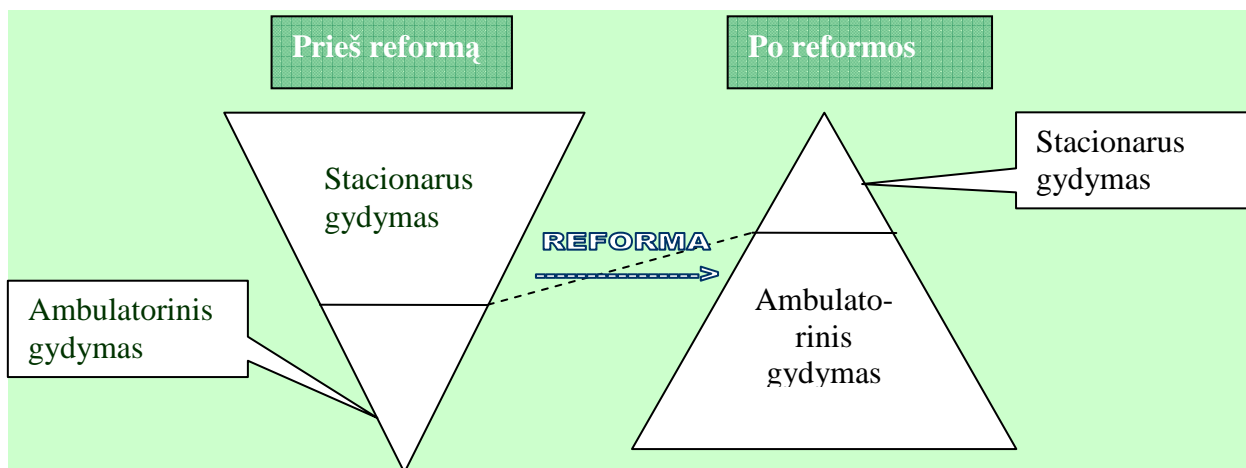 Prieš reformą
Po reformos
Stacionarus
gydymas
Stacionarus
gydymas
REFORMA
Ambulatorinis
gydymas
Ambulato-
rinis
gydymas